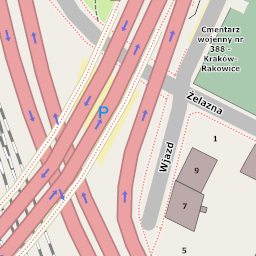 Cmentarz
wojenny nr
388 -
Kraków-
Rakowice
P
Żelazna
1
Wjazd
9
7
5